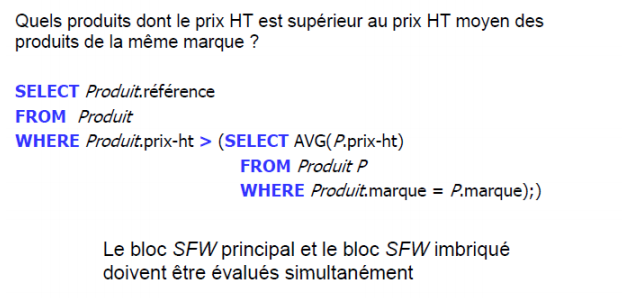 Quels produits dont le prix HT est supérieur au prix HT moyen des
produits de la même marque ?
SELECT Produit.référence
FROM Produit
WHERE Produit.prix-ht > (SELECT AVG(P.prix-ht)
FROM Produit P
WHERE Produit.marque = P.marque);)
Le bloc SFW principal et le bloc SFW imbriqué
doivent être évalués simultanément